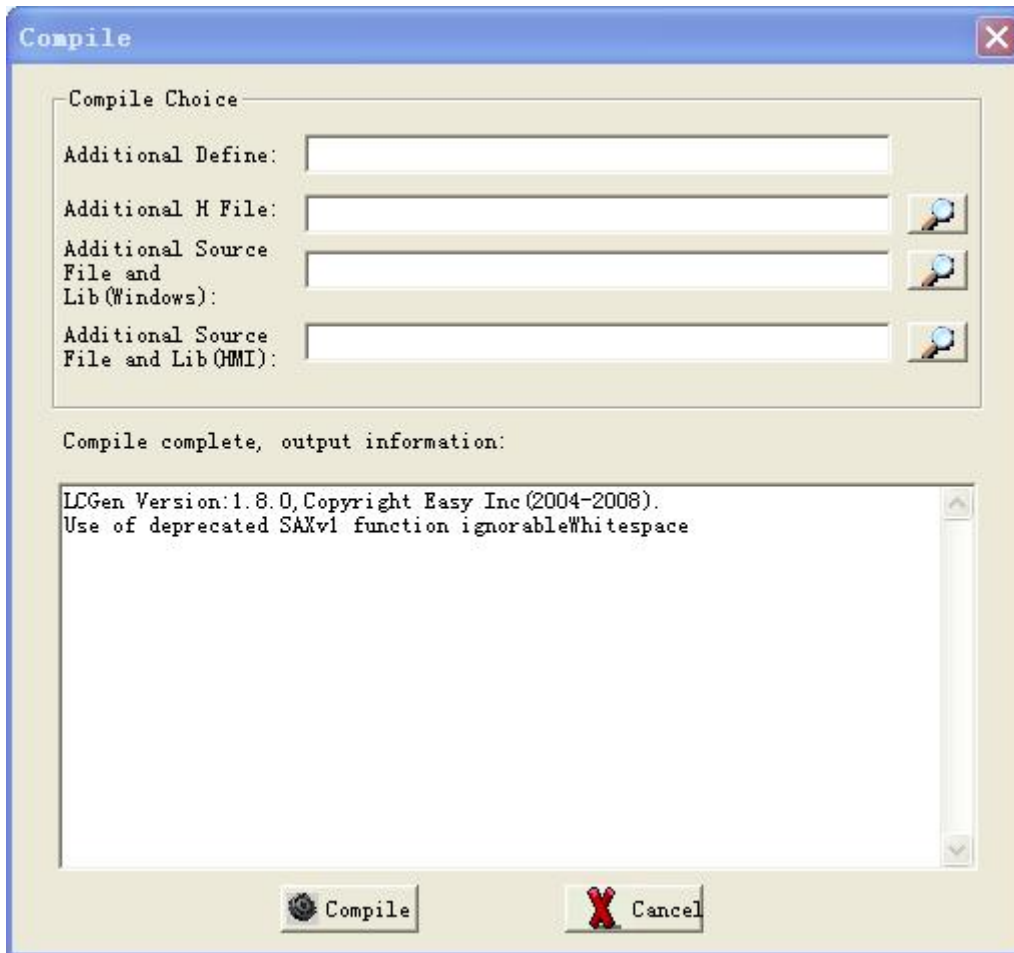 Compile
Compile Choice
Additional Define:
Additional H File:
Additional Source
File and
Lib(Windows):
Additional Source
File and Lib(HMI):
Compile complete, output information:
LCGen Version:1.8.0,Copyright Easy Inc(2004-2008).
Use of deprecated SAXv1 function ignorableWhitespace
Compile
Cancel